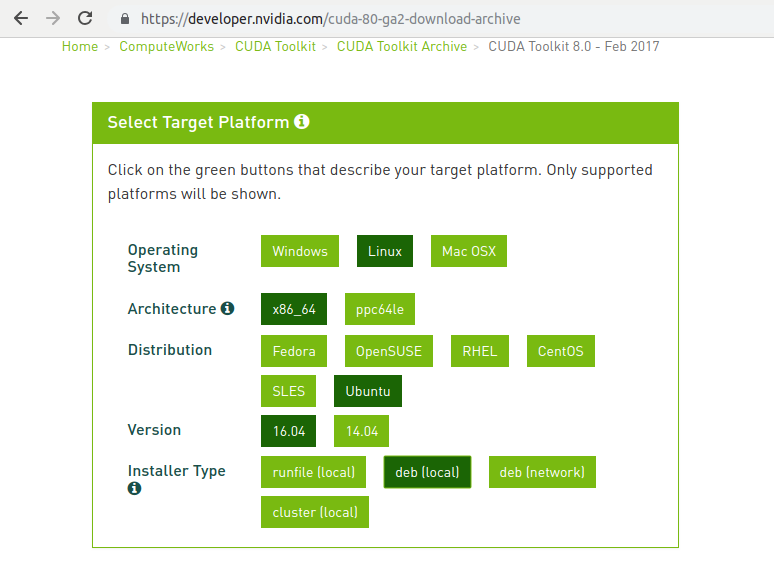 https://developer.nvidia.com/cuda-80-ga2-download-archive
Home > ComputeWorks > CUDA Toolkit > CUDA Toolkit Archive > CUDA Toolkit 8.0 - Feb 2017
Select Target Platform
Click on the green buttons that describe your target platform. Only supported
platforms will be shown.
Operating
System
Windows Linux Mac OSX
Architecture
x86_64 ppc64le
Distribution
Fedora OpenSUSE RHEL CentOS
SLES Ubuntu
Version
16.04 14.04
Installer Type
runfile (local) deb (local) deb (network)
cluster (local)